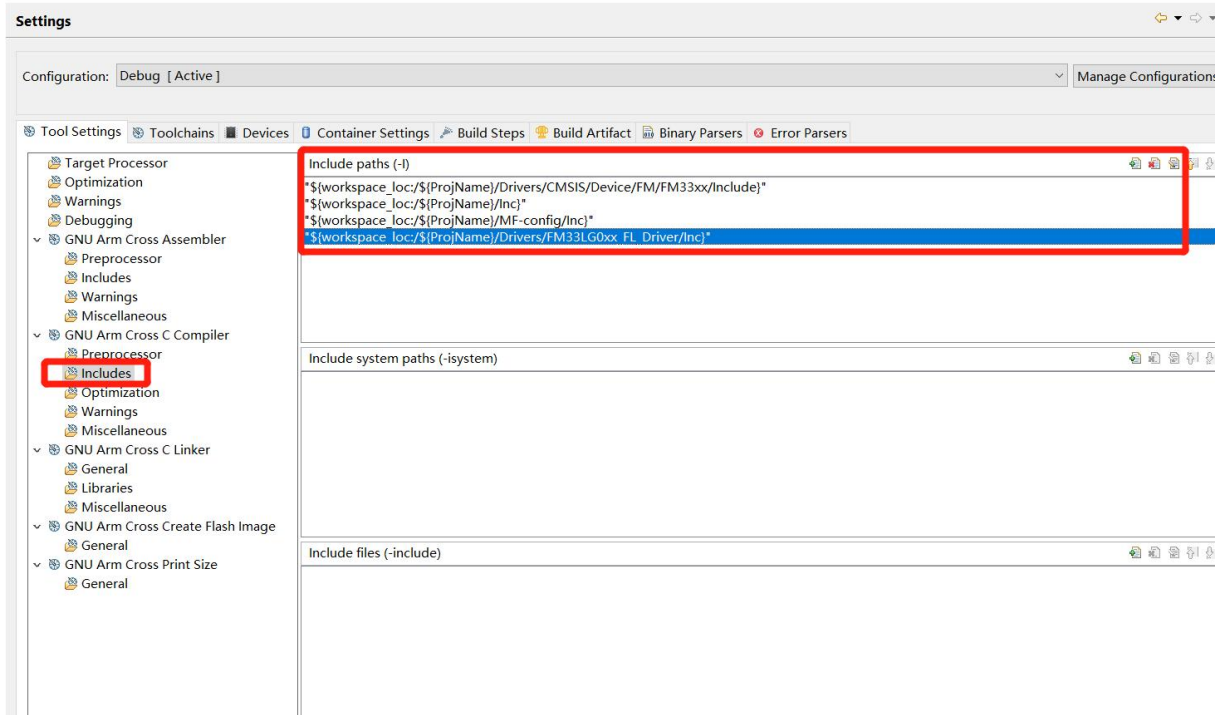 Settings
Configuration: Debug [ Active ] Manage Configurations
Tool Settings Toolchains Devices Container Settings Build Steps Build Artifact Binary Parsers Error Parsers
Target Processor
Optimization
Warnings
Debugging
GNU Arm Cross Assembler
Preprocessor
Includes
Warnings
Miscellaneous
GNU Arm Cross C Compiler
Preprocessor
Includes
Optimization
Warnings
Miscellaneous
GNU Arm Cross C Linker
General
Libraries
Miscellaneous
GNU Arm Cross Create Flash Image
General
GNU Arm Cross Print Size
General
Include paths (-I)
"${workspace_loc:/${ProjName}/Drivers/CMSIS/Device/FM/FM33xx/Include}"
"${workspace_loc:/${ProjName}/Inc}"
"${workspace_loc:/${ProjName}/MF-config/Inc}"
"${workspace_loc:/${ProjName}/Drivers/FM33LG0xx_FL_Driver/Inc}"
Include system paths (-isystem)
Include files (-include)